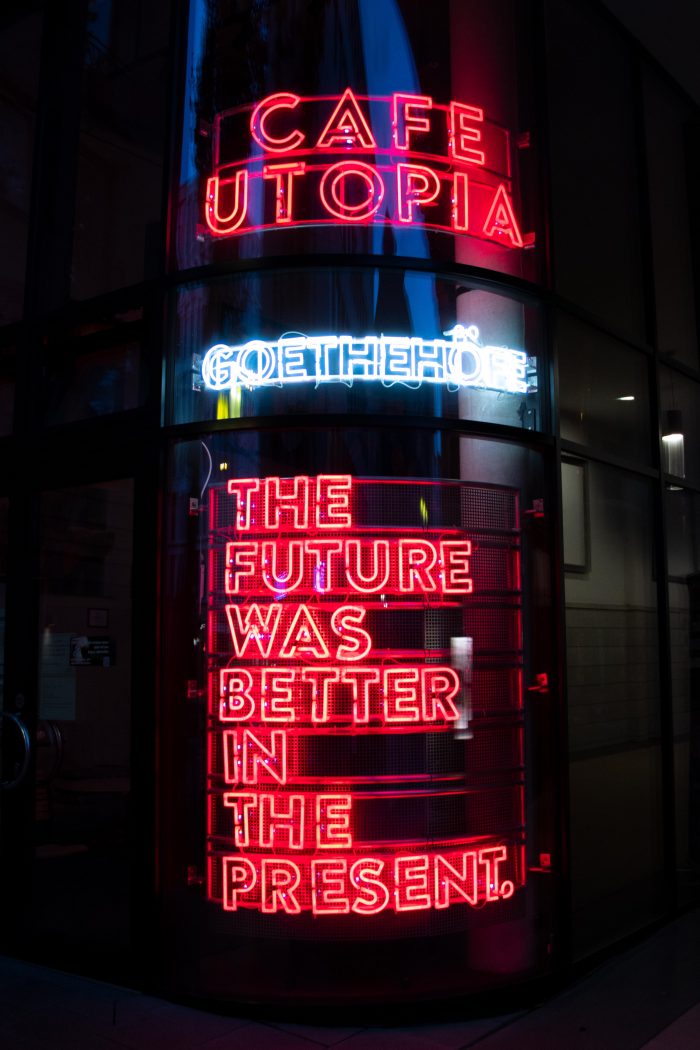 CAFE
UTOPIA
GOETHEHÖFE
THE
FUTURE
WAS
BETTER
IN
THE
PRESENT.